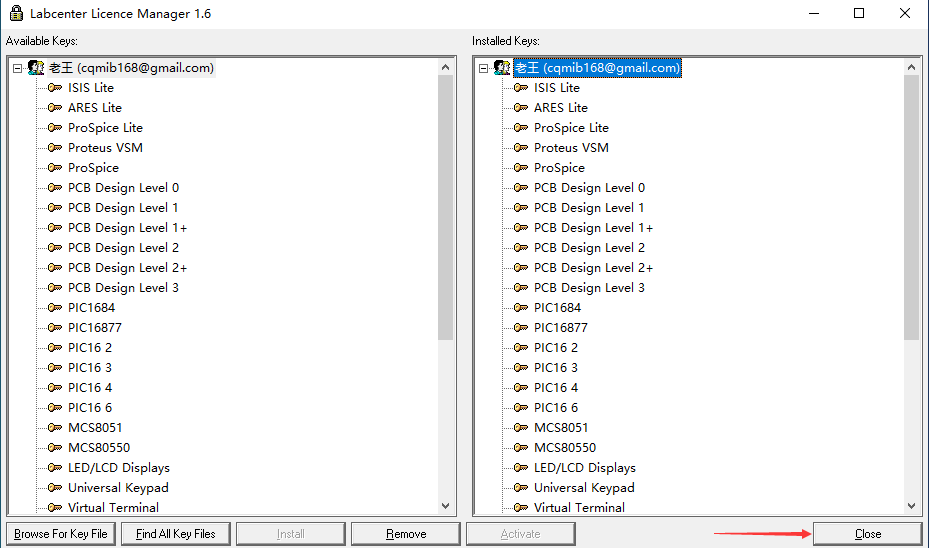 Labcenter Licence Manager 1.6
Available Keys:
老王 (cqmib168@gmail.com)
ISIS Lite
ARES Lite
ProSpice Lite
Proteus VSM
ProSpice
PCB Design Level 0
PCB Design Level 1
PCB Design Level 1+
PCB Design Level 2
PCB Design Level 2+
PCB Design Level 3
PIC1684
PIC16877
PIC16 2
PIC16 3
PIC16 4
PIC16 6
MCS8051
MCS80550
LED/LCD Displays
Universal Keypad
Virtual Terminal
Installed Keys:
老王 (cqmib168@gmail.com)
ISIS Lite
ARES Lite
ProSpice Lite
Proteus VSM
ProSpice
PCB Design Level 0
PCB Design Level 1
PCB Design Level 1+
PCB Design Level 2
PCB Design Level 2+
PCB Design Level 3
PIC1684
PIC16877
PIC16 2
PIC16 3
PIC16 4
PIC16 6
MCS8051
MCS80550
LED/LCD Displays
Universal Keypad
Virtual Terminal
Browse For Key File
Find All Key Files
Install
Remove
Activate
Close